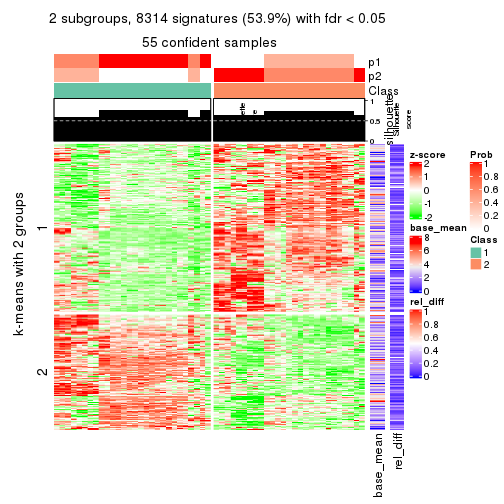 2 subgroups, 8314 signatures (53.9%) with fdr < 0.05
55 confident samples
p1
p2
Class
1
0.5
0
silhouette
Silhouette
score
k-means with 2 groups
1
2
base_mean
rel_diff
z-score
2
1
0
-1
-2
base_mean
8
6
4
2
0
rel_diff
1
0.8
0.6
0.4
0.2
0
Prob
1
0.8
0.6
0.4
0.2
0
Class
1
2